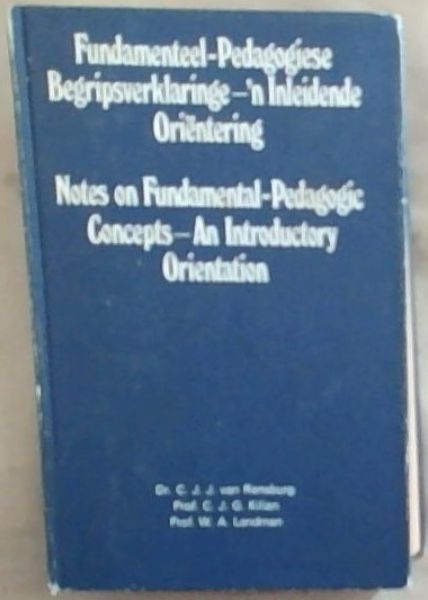 Fundamenteel-Pedagogiese
Begripsverklaringe–'n Inleidende
Oriëntering
Notes on Fundamental-Pedagogic
Concepts–An Introductory
Orientation
Dr. C. J. J. van Rensburg
Prof. C. J. G. Kilian
Prof. W. A. Landman